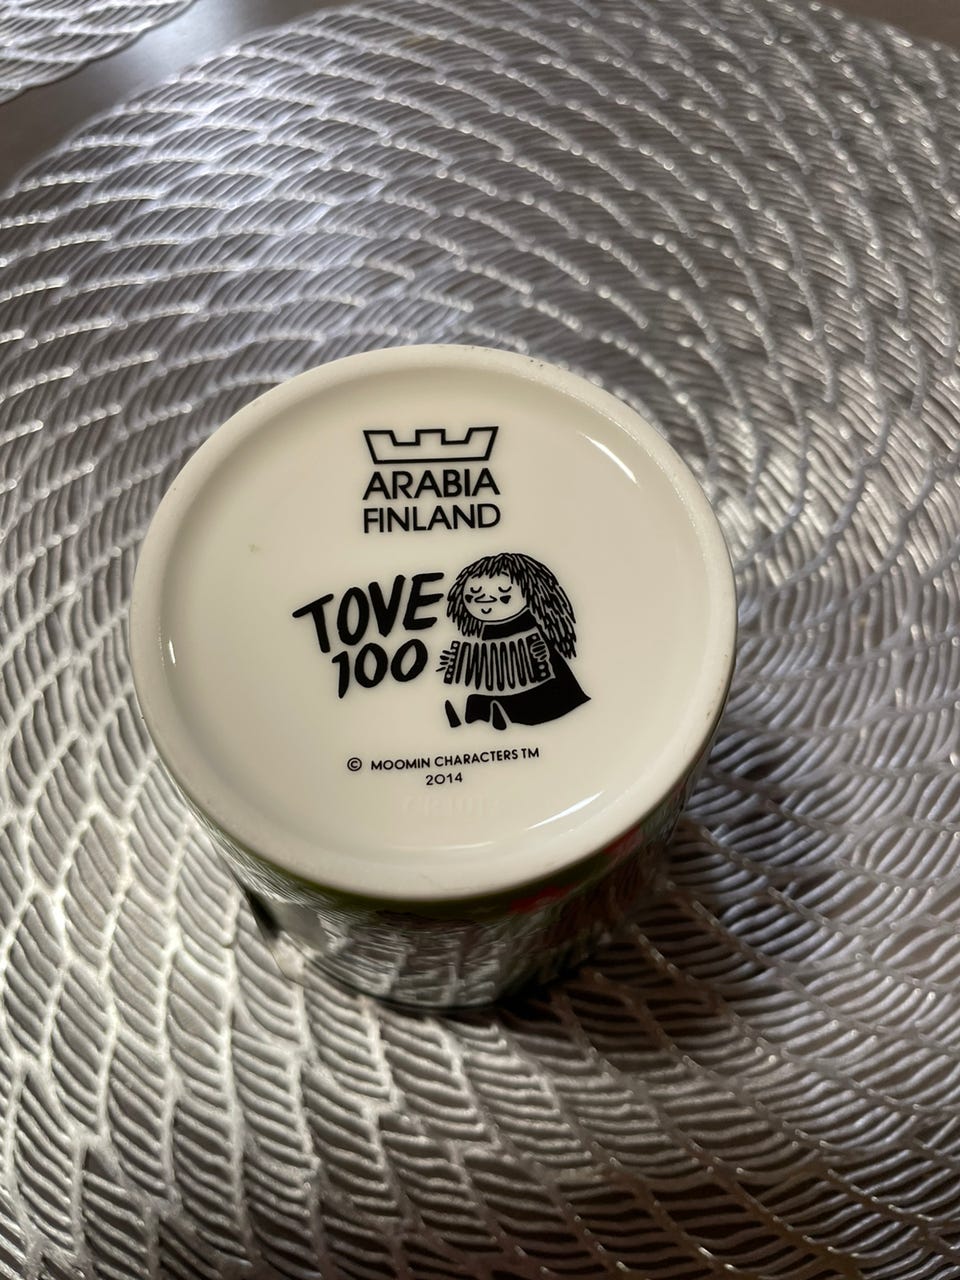 ARABIA
FINLAND
TOVE
100
© MOOMIN CHARACTERS TM
2014